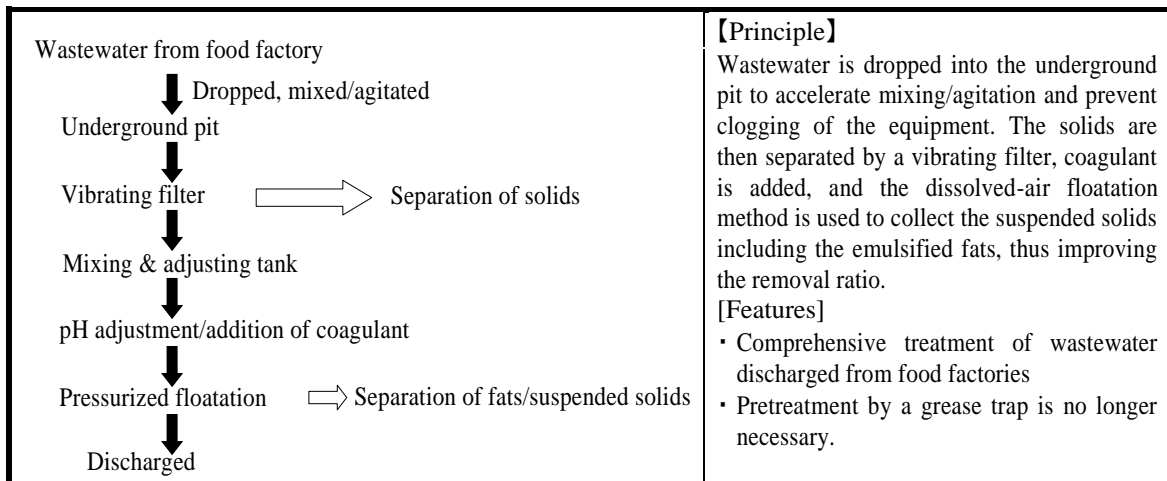 Wastewater from food factory
Dropped, mixed/agitated
Underground pit
Vibrating filter
Separation of solids
Mixing & adjusting tank
pH adjustment/addition of coagulant
Pressurized floatation
Separation of fats/suspended solids
Discharged
【Principle】
Wastewater is dropped into the underground
pit to accelerate mixing/agitation and prevent
clogging of the equipment. The solids are
then separated by a vibrating filter, coagulant
is added, and the dissolved-air floatation
method is used to collect the suspended solids
including the emulsified fats, thus improving
the removal ratio.
[Features]
・Comprehensive treatment of wastewater
discharged from food factories
・Pretreatment by a grease trap is no longer
necessary.